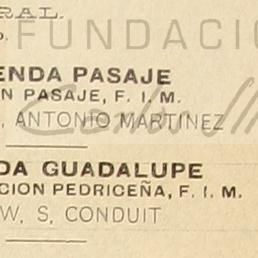 RAL.
FUNDACI
ENDA PASAJE
N PASAJE, F. I. M.
, ANTONIO MARTINEZ
DA GUADALUPE
CION PEDRICEÑA, F. I. M.
W. S, CONDUIT